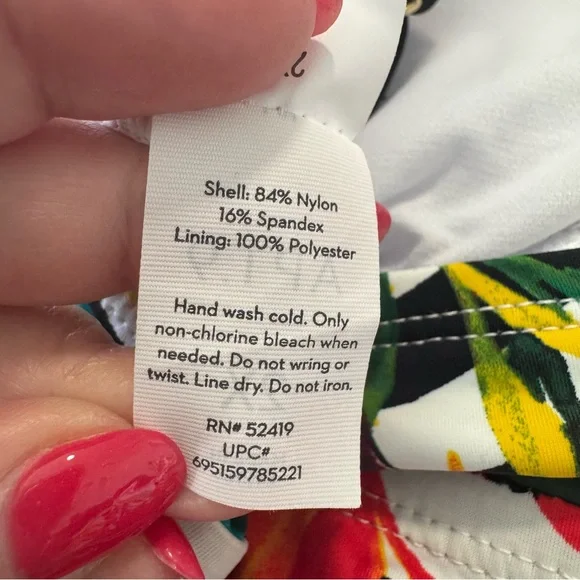 Shell: 84% Nylon
16% Spandex
Lining: 100% Polyester
Hand wash cold. Only
non-chlorine bleach when
needed. Do not wring or
twist. Line dry. Do not iron.
RN# 52419
UPC#
695159785221